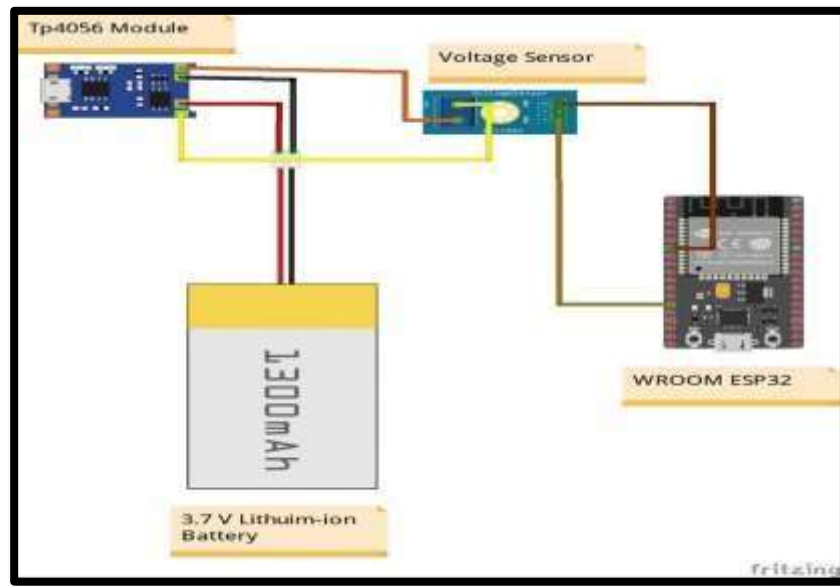 Tp4056 Module
Voltage Sensor
1300mAh
WROOM ESP32
3.7 V Lithuim-ion
Battery
fritzing